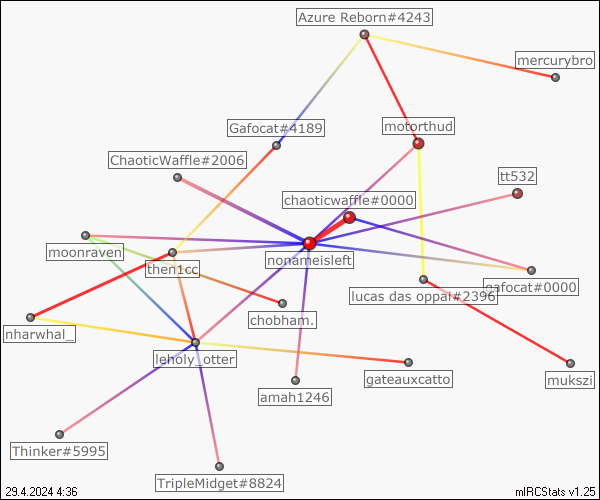 Azure Reborn#4243
mercurybro
Gafocat#4189
motorthud
ChaoticWaffle#2006
tt532
chaoticwaffle#0000
moonraven
then1cc
nonameisleft
gafocat#0000
lucas das oppai#2396
chobham.
nharwhal_
leholy_otter
gateauxcatto
mukszi
amah1246
Thinker#5995
TripleMidget#8824
29.4.2024 4:36
mIRCStats v1.25